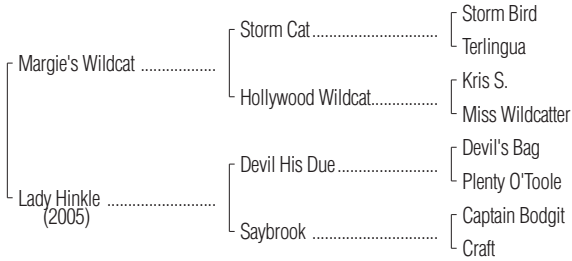 Storm Bird
Storm Cat........................................
Terlingua
Margie's Wildcat ..................
Kris S.
Hollywood Wildcat.....................
Miss Wildcatter
Devil's Bag
Devil His Due................................
Plenty O'Toole
Lady Hinkle ..........................
(2005)
Captain Bodgit
Saybrook ........................................
Craft